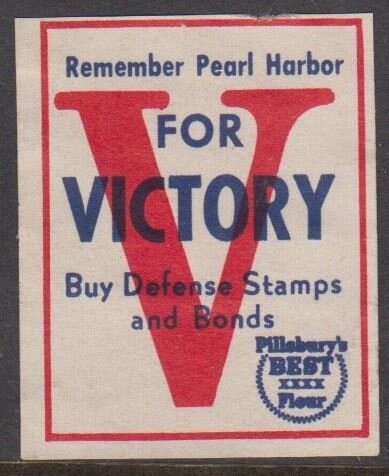 Remember Pearl Harbor
V
FOR
VICTORY
Buy Defense Stamps
and Bonds
Pillsbury's
BEST
XXXX
Flour